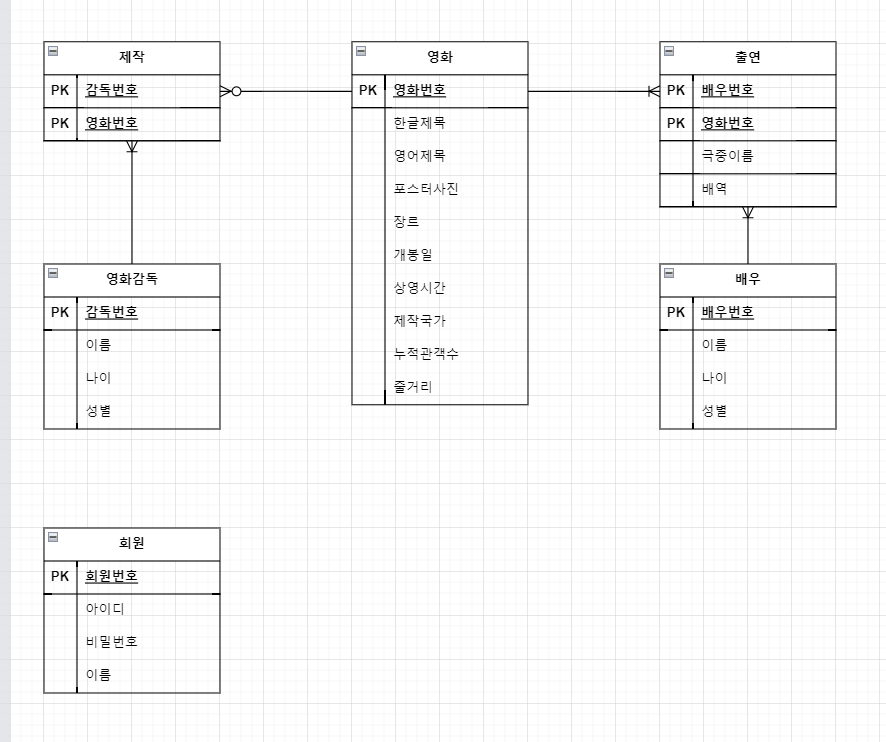 제작
PK 감독번호
PK 영화번호
영화
PK 영화번호
한글제목
영어제목
포스터사진
장르
개봉일
상영시간
제작국가
누적관객수
줄거리
출연
PK 배우번호
PK 영화번호
극중이름
배역
영화감독
PK 감독번호
이름
나이
성별
배우
PK 배우번호
이름
나이
성별
회원
PK 회원번호
아이디
비밀번호
이름